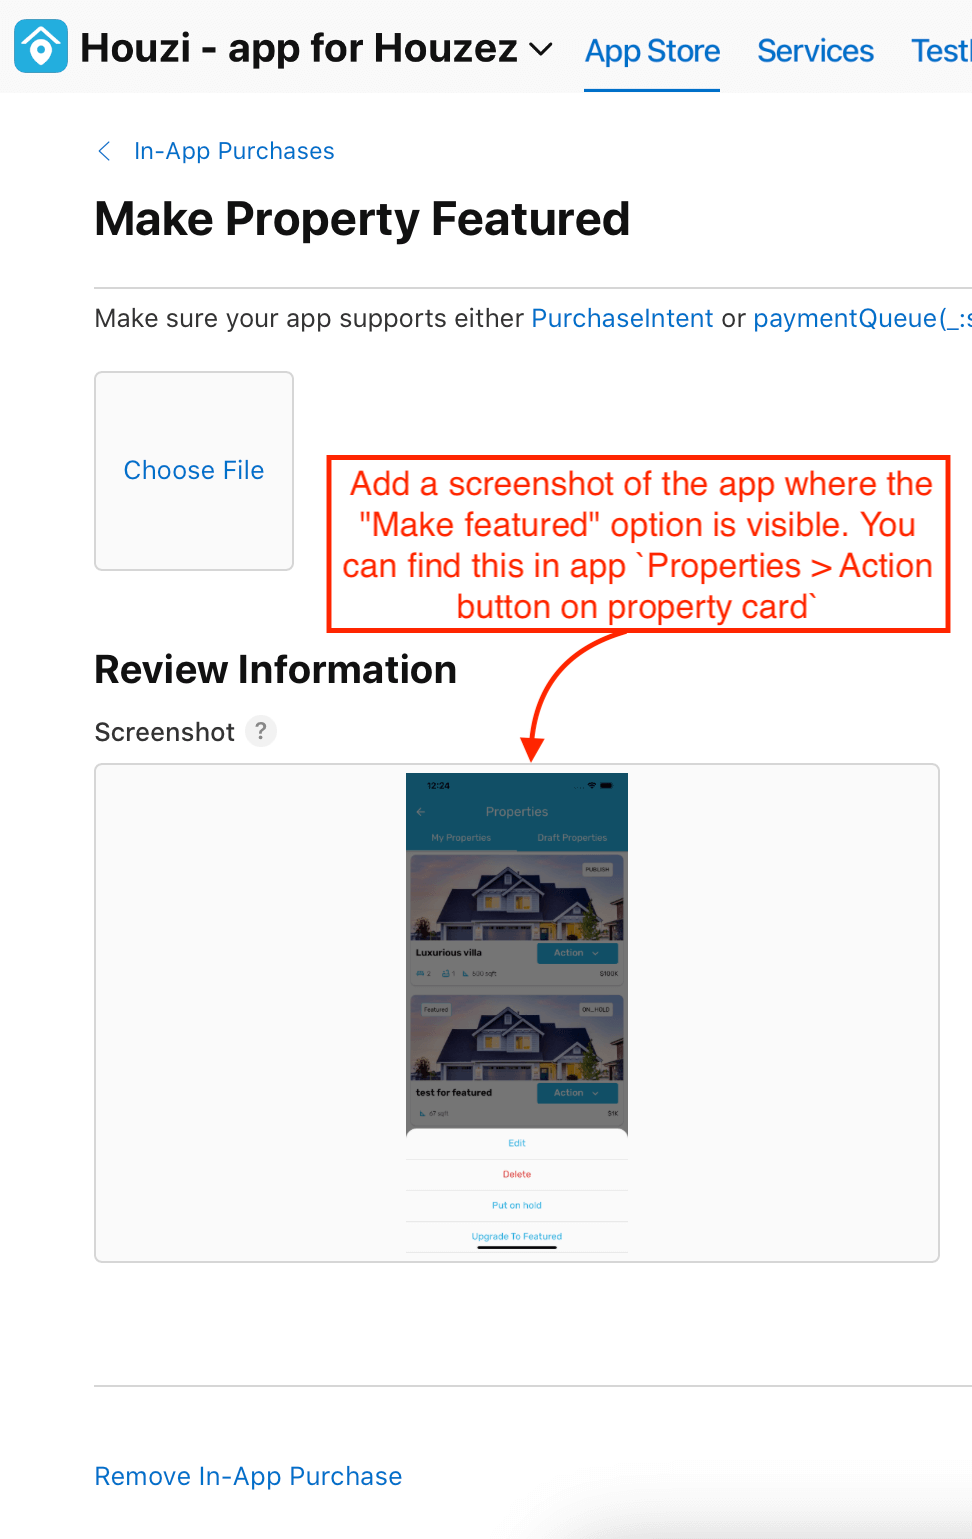 Houzi - app for Houzez
App Store
Services
Test
In-App Purchases
Make Property Featured
Make sure your app supports either PurchaseIntent or paymentQueue(_:s
Choose File
Add a screenshot of the app where the
"Make featured" option is visible. You
can find this in app `Properties > Action
button on property card`
Review Information
Screenshot ?
12:24
Properties
My Properties
Draft Properties
PUBLISH
Luxurious villa
Action
2 1 600 sqft
$100K
Featured
ON_HOLD
test for featured
Action
67 sqft
$1K
Edit
Delete
Put on hold
Upgrade To Featured
Remove In-App Purchase